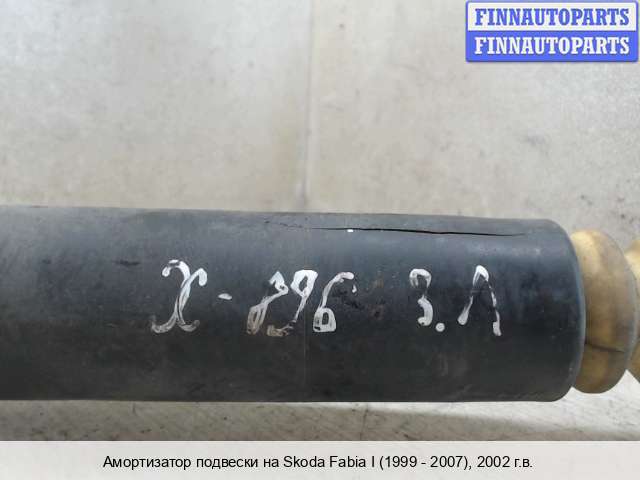 FINNAUTOPARTS
FINNAUTOPARTS
X-896 З.Л
Амортизатор подвески на Skoda Fabia I (1999 - 2007), 2002 г.в.